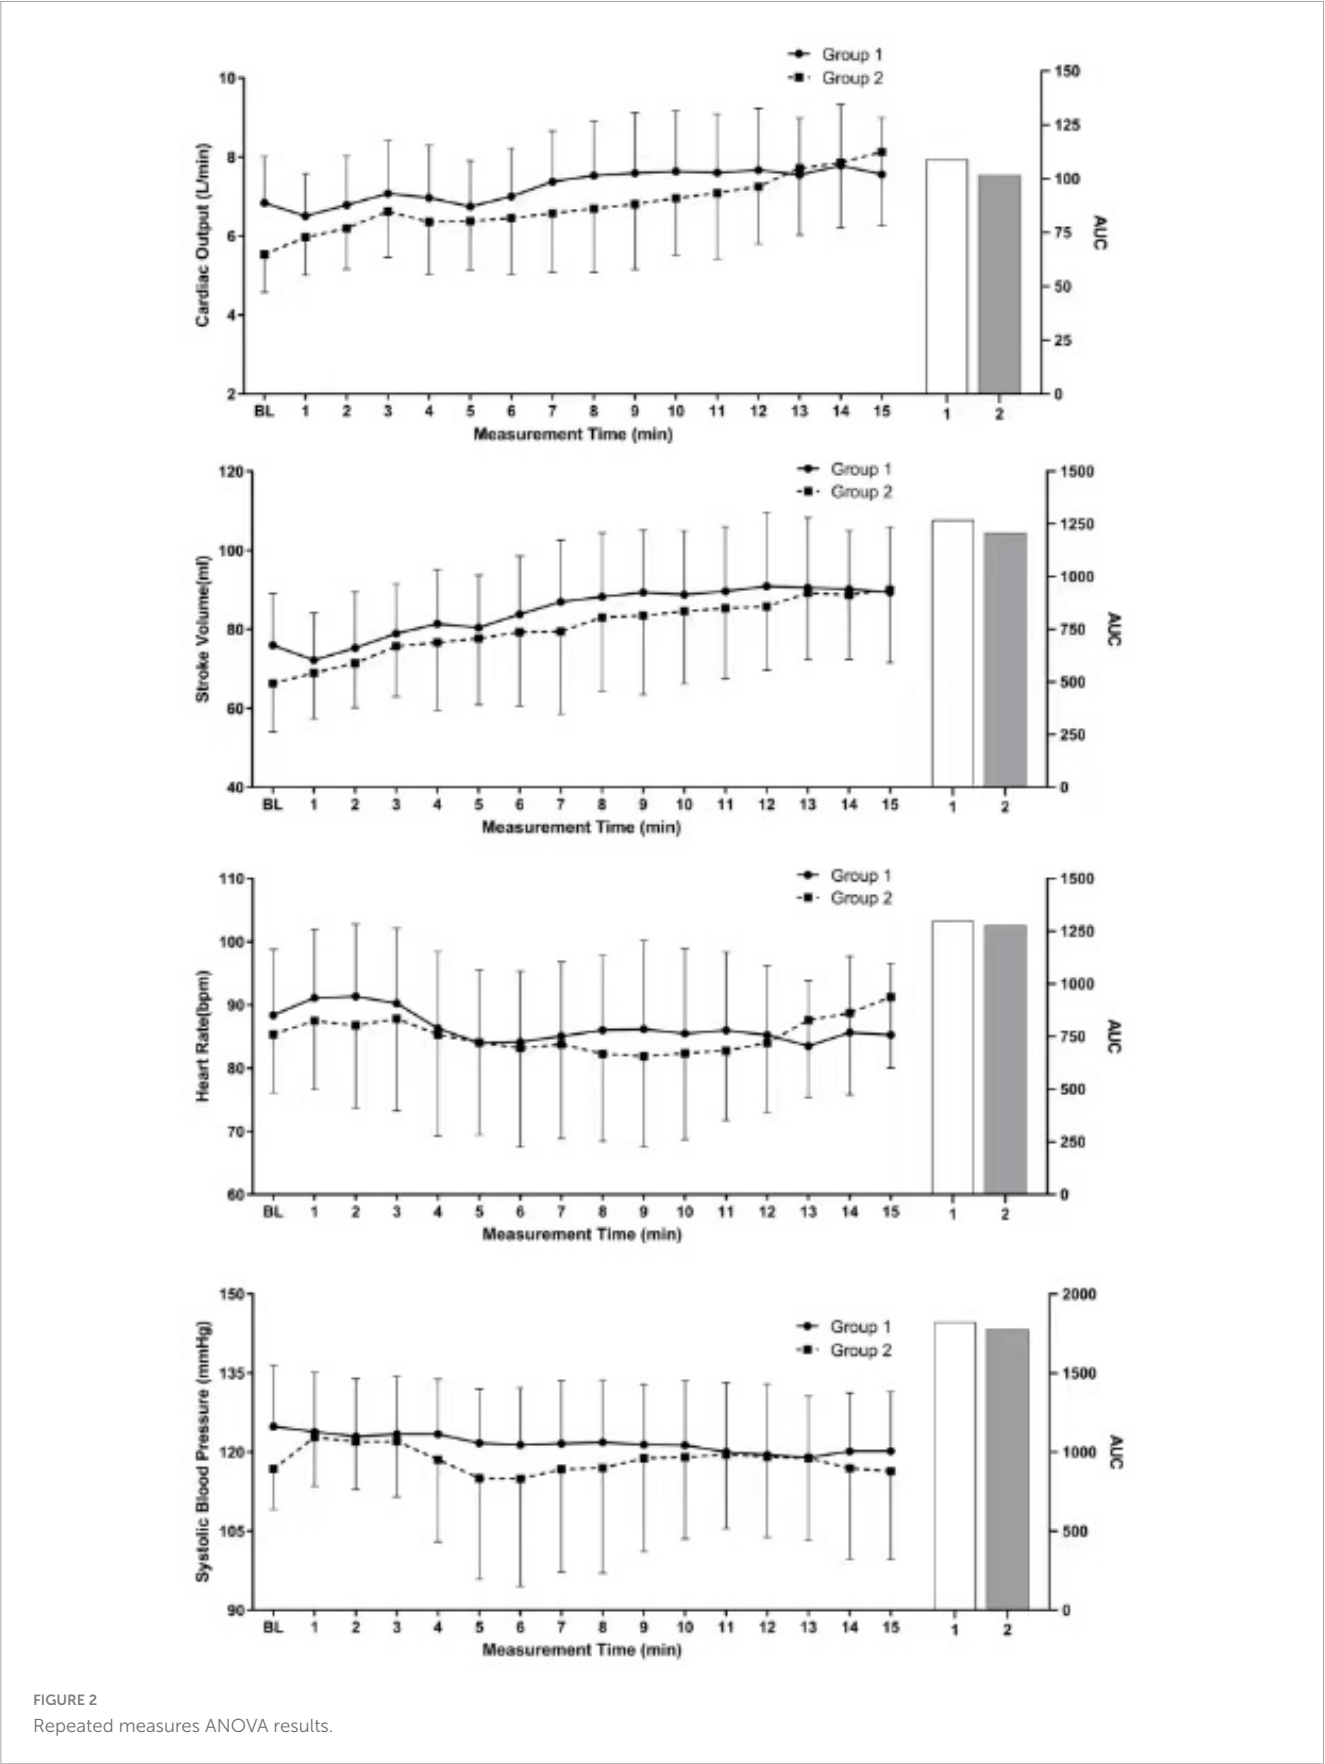 Group 1
Group 2
10
8
6
4
2
Cardiac Output (L/min)
BL 1 2 3 4 5 6 7 8 9 10 11 12 13 14 15
Measurement Time (min)
150
125
100
75
50
25
0
AUC
1 2
Group 1
Group 2
120
100
80
60
40
Stroke Volume(ml)
BL 1 2 3 4 5 6 7 8 9 10 11 12 13 14 15
Measurement Time (min)
1500
1250
1000
750
500
250
0
AUC
1 2
Group 1
Group 2
110
100
90
80
70
60
Heart Rate(bpm)
BL 1 2 3 4 5 6 7 8 9 10 11 12 13 14 15
Measurement Time (min)
1500
1250
1000
750
500
250
0
AUC
1 2
Group 1
Group 2
150
135
120
105
90
Systolic Blood Pressure (mmHg)
BL 1 2 3 4 5 6 7 8 9 10 11 12 13 14 15
Measurement Time (min)
2000
1500
1000
500
0
AUC
1 2
FIGURE 2
Repeated measures ANOVA results.